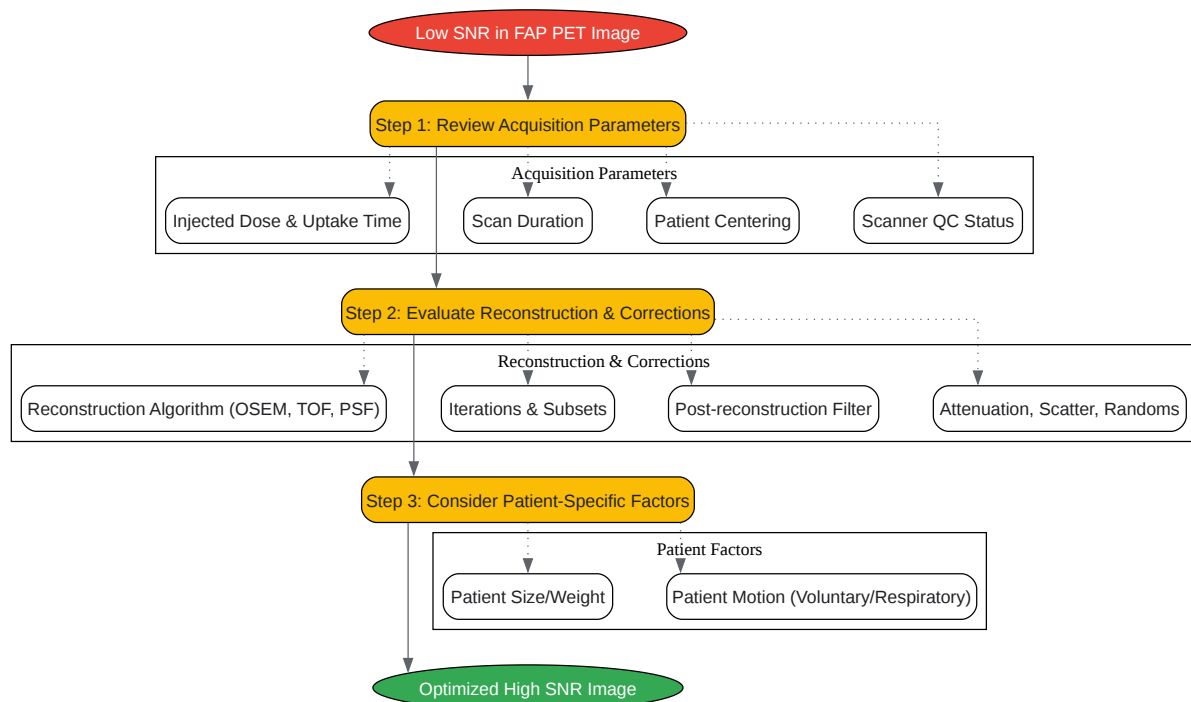 Low SNR in FAP PET Image
Step 1: Review Acquisition Parameters
Acquisition Parameters
Injected Dose & Uptake Time
Scan Duration
Patient Centering
Scanner QC Status
Step 2: Evaluate Reconstruction & Corrections
Reconstruction & Corrections
Reconstruction Algorithm (OSEM, TOF, PSF)
Iterations & Subsets
Post-reconstruction Filter
Attenuation, Scatter, Randoms
Step 3: Consider Patient-Specific Factors
Patient Factors
Patient Size/Weight
Patient Motion (Voluntary/Respiratory)
Optimized High SNR Image